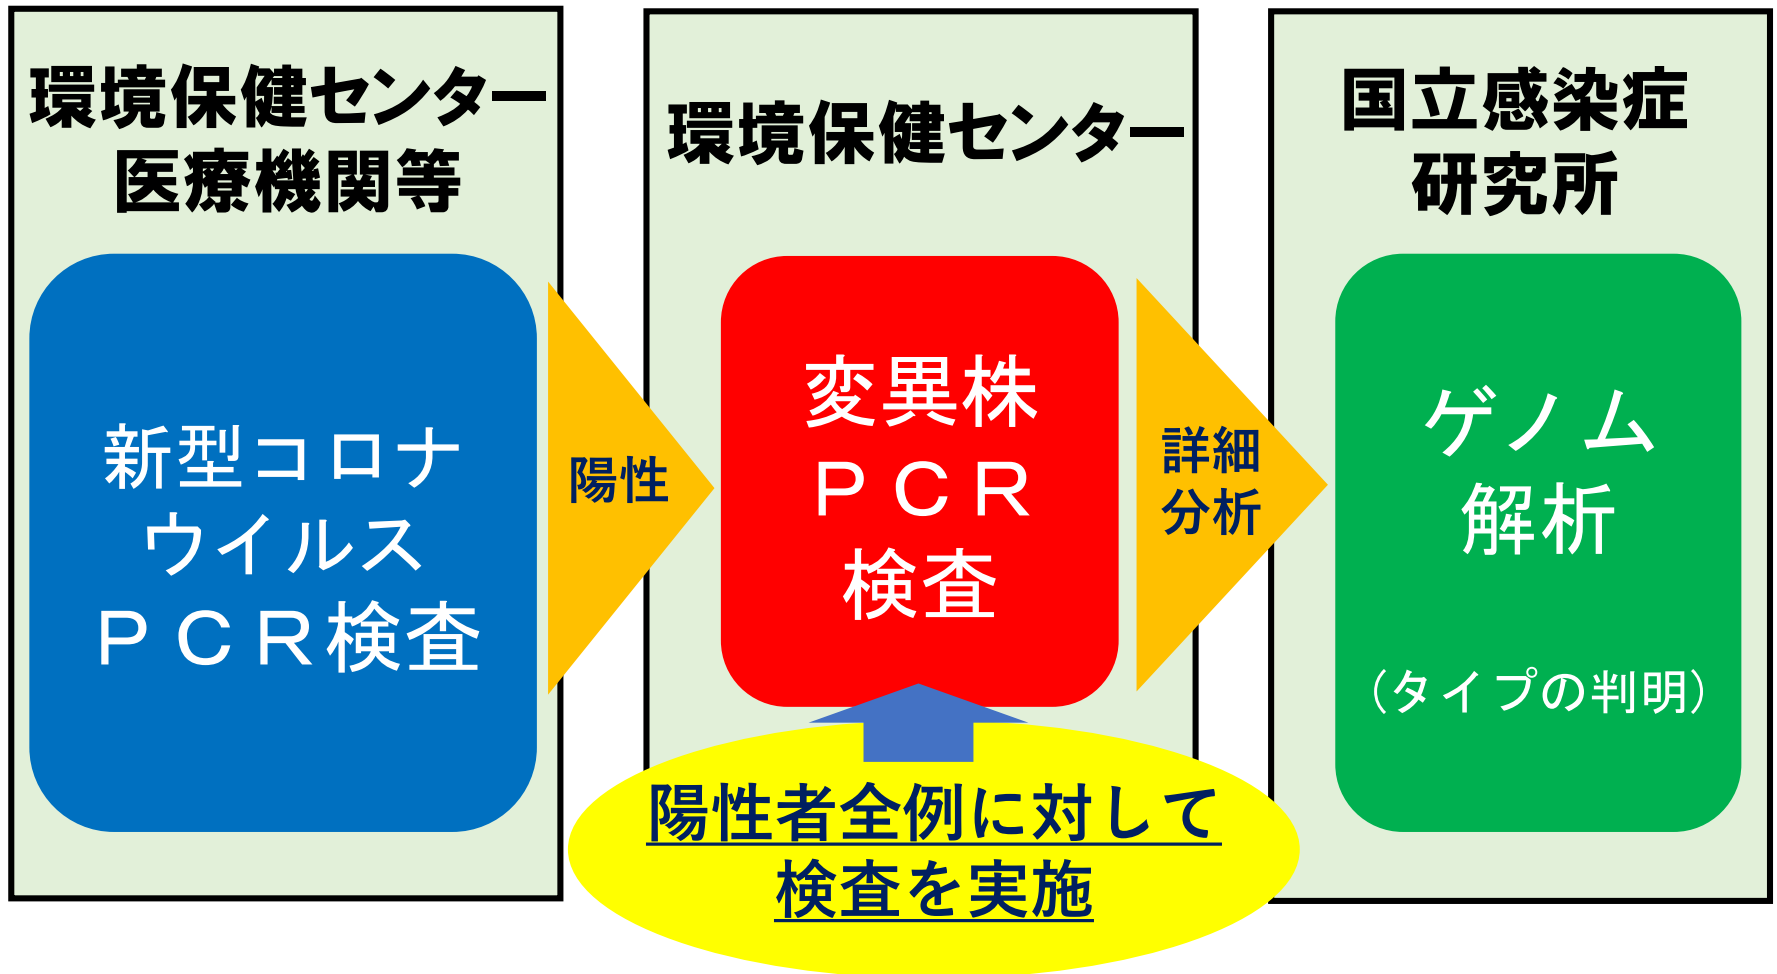 環境保健センター
医療機関等
新型コロナ
ウイルス
ＰＣＲ検査
陽性
環境保健センター
変異株
ＰＣＲ
検査
陽性者全例に対して
検査を実施
詳細
分析
国立感染症
研究所
ゲノム
解析
（タイプの判明）